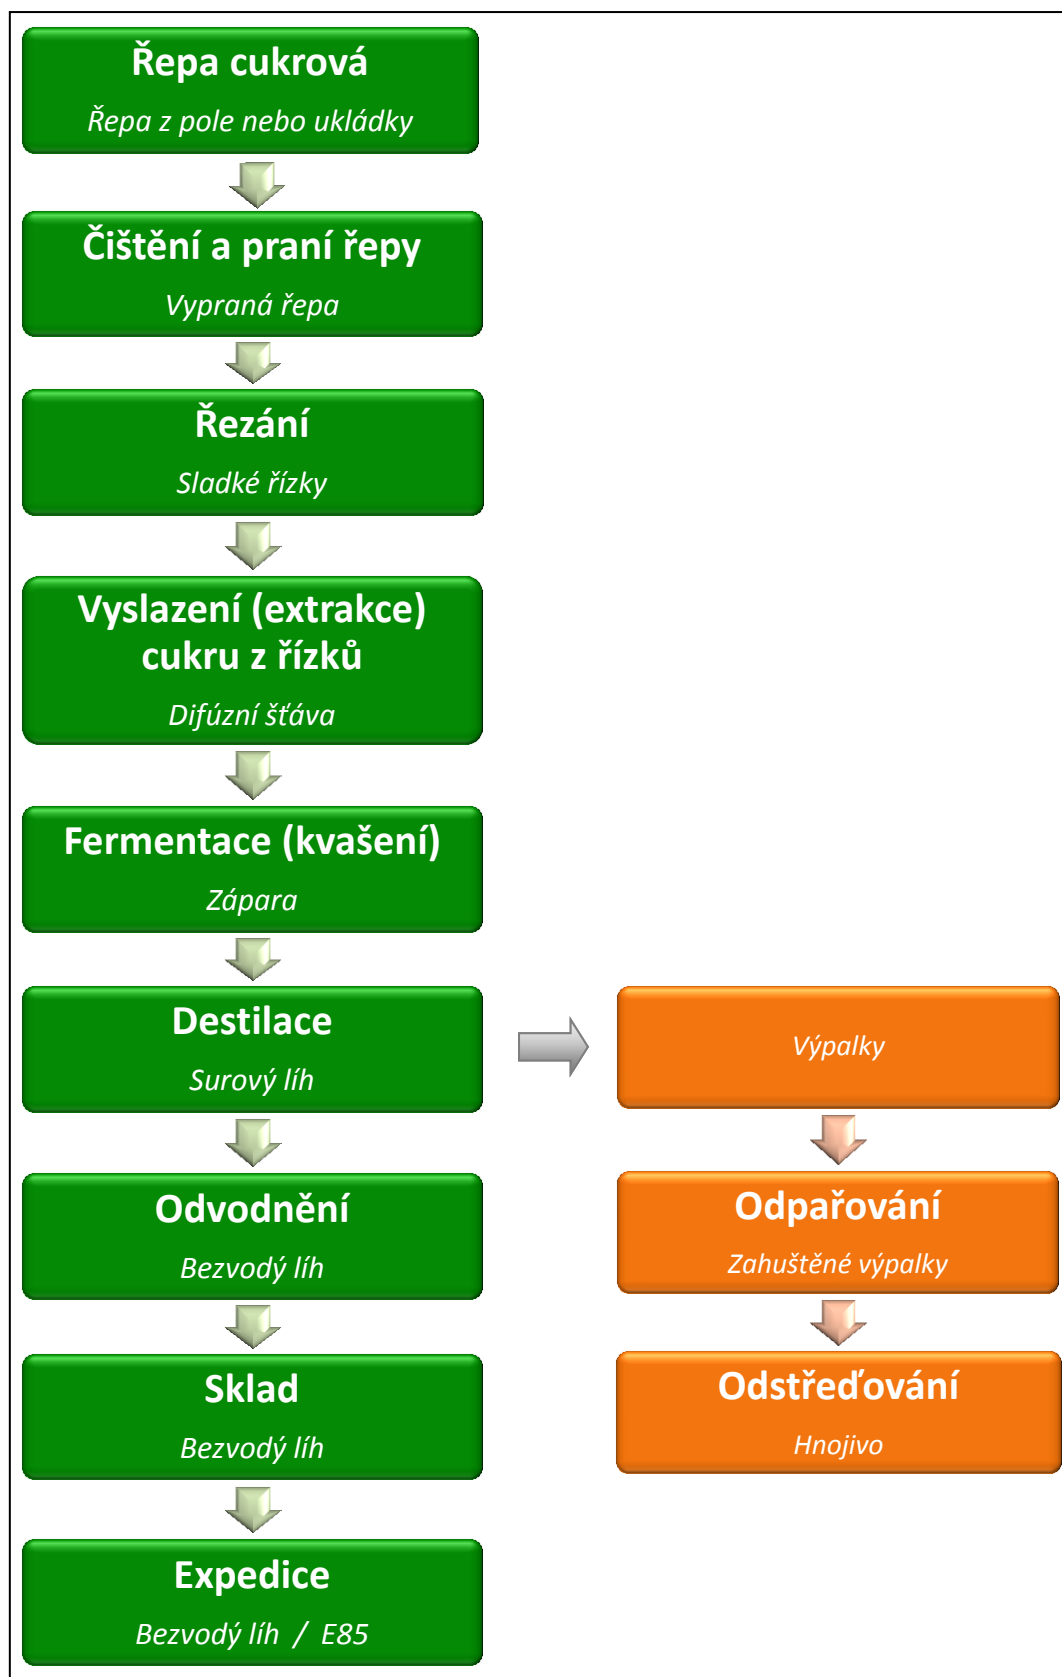 Řepa cukrová
Řepa z pole nebo ukládky
Čištění a praní řepy
Vypraná řepa
Řezání
Sladké řízky
Vyslazení (extrakce)
cukru z řízků
Difúzní šťáva
Fermentace (kvašení)
Zápara
Destilace
Surový líh
Výpalky
Odvodnění
Bezvodý líh
Odpařování
Zahuštěné výpalky
Sklad
Bezvodý líh
Odstřeďování
Hnojivo
Expedice
Bezvodý líh / E85